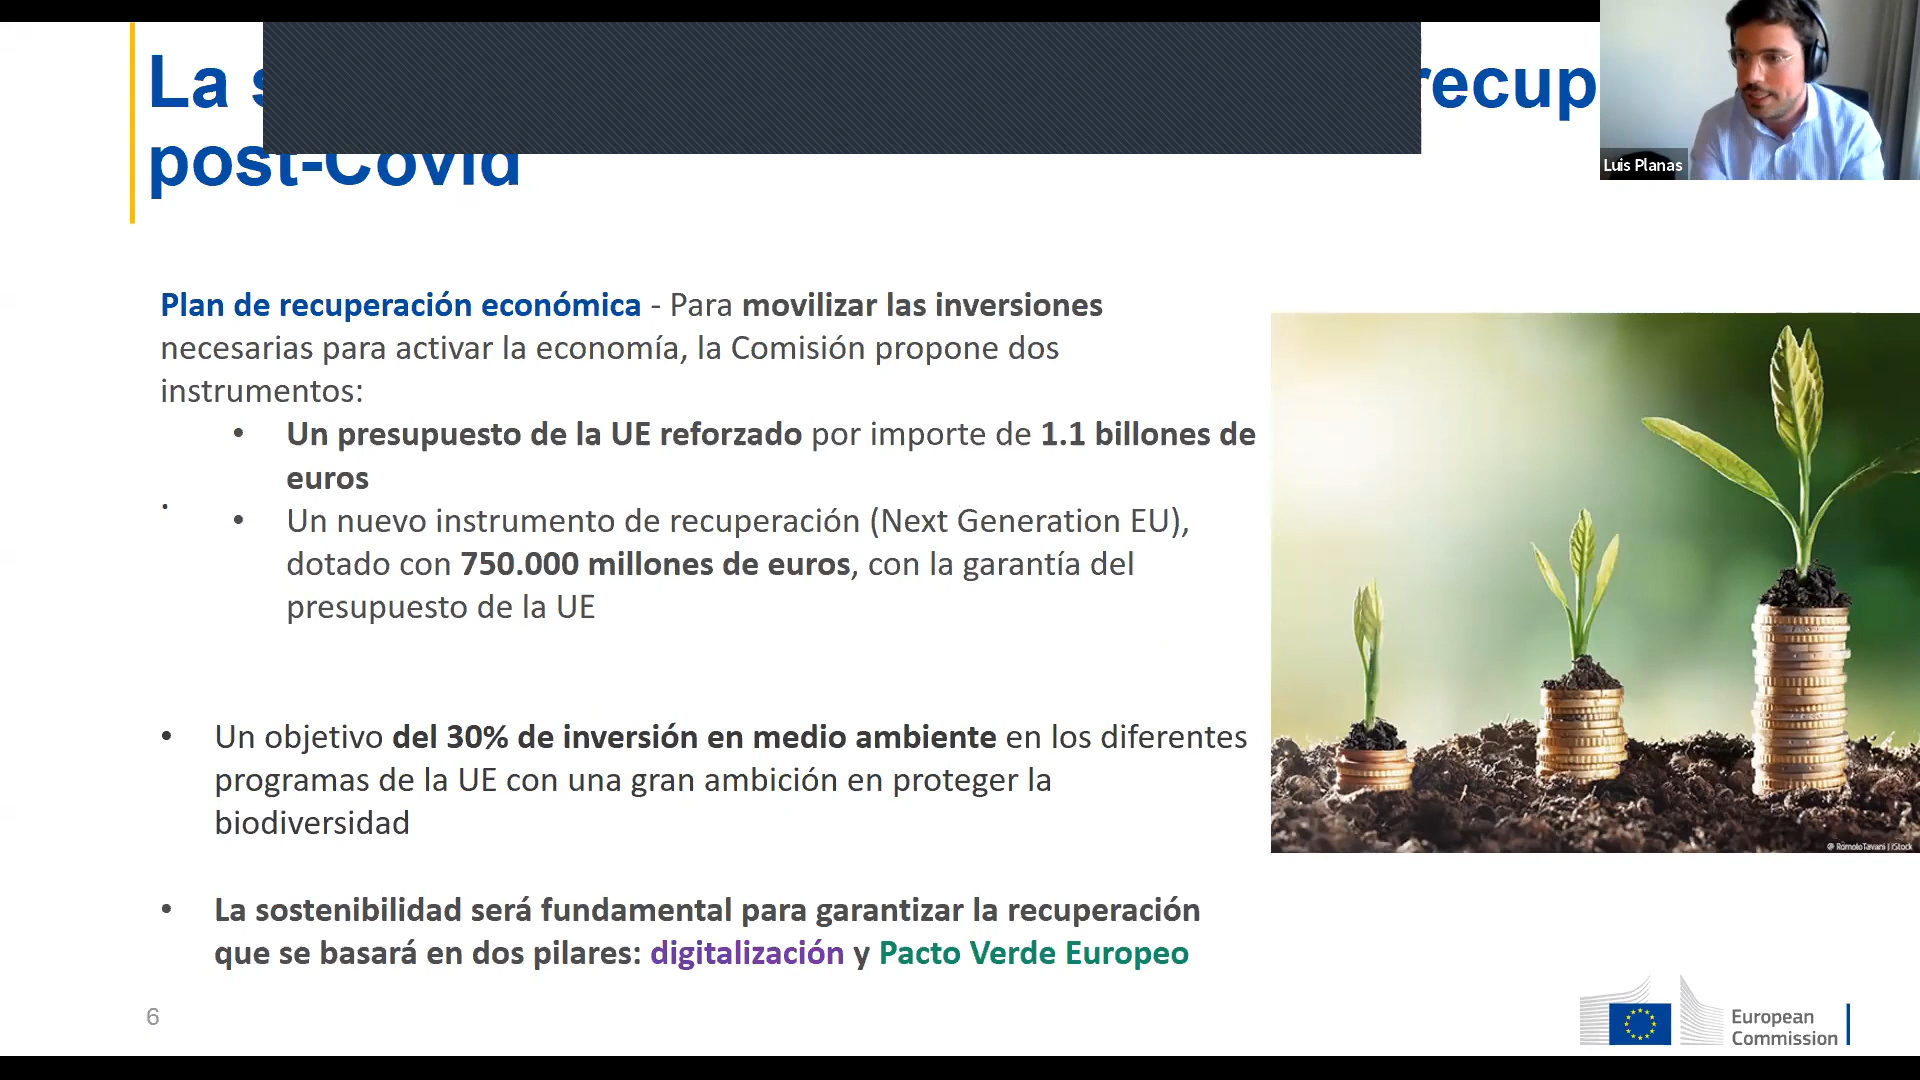 La
post-Covid
Luis Planas
Plan de recuperación económica - Para movilizar las inversiones
necesarias para activar la economía, la Comisión propone dos
instrumentos:
• Un presupuesto de la UE reforzado por importe de 1.1 billones de
euros
.
• Un nuevo instrumento de recuperación (Next Generation EU),
dotado con 750.000 millones de euros, con la garantía del
presupuesto de la UE
• Un objetivo del 30% de inversión en medio ambiente en los diferentes
programas de la UE con una gran ambición en proteger la
biodiversidad
@ RomoloTavani | iStock
• La sostenibilidad será fundamental para garantizar la recuperación
que se basará en dos pilares: digitalización y Pacto Verde Europeo
6
European
Commission